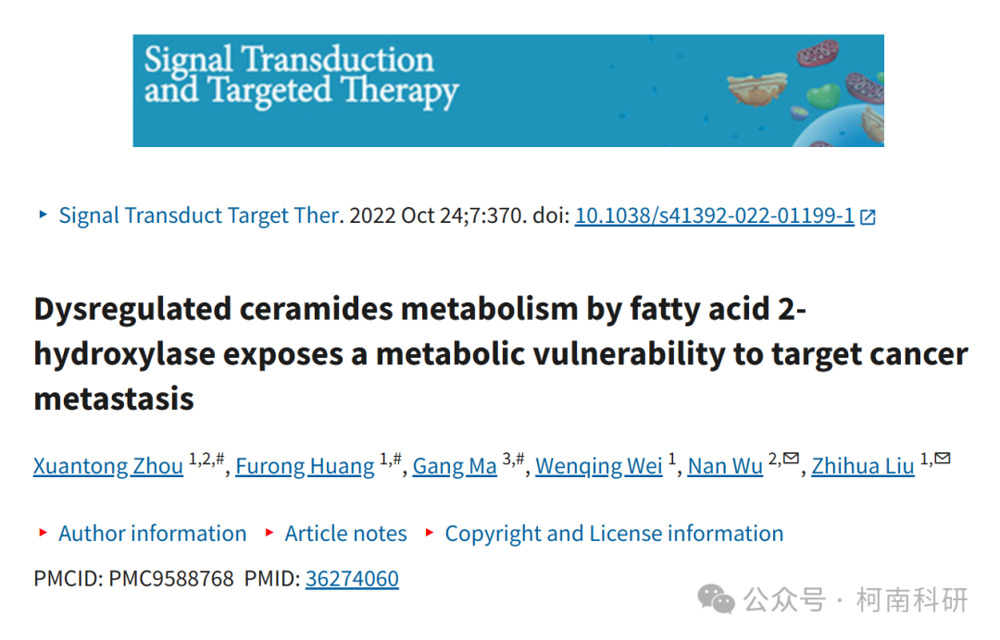 Signal Transduction
and Targeted Therapy
Signal Transduct Target Ther. 2022 Oct 24;7:370. doi: 10.1038/s41392-022-01199-1
Dysregulated ceramides metabolism by fatty acid 2-
hydroxylase exposes a metabolic vulnerability to target cancer
metastasis
Xuantong Zhou 1,2,#, Furong Huang 1,#, Gang Ma 3,#, Wenqing Wei 1, Nan Wu 2,✉, Zhihua Liu 1,✉
Author information Article notes Copyright and License information
PMCID: PMC9588768 PMID: 36274060
公众号 · 柯南科研